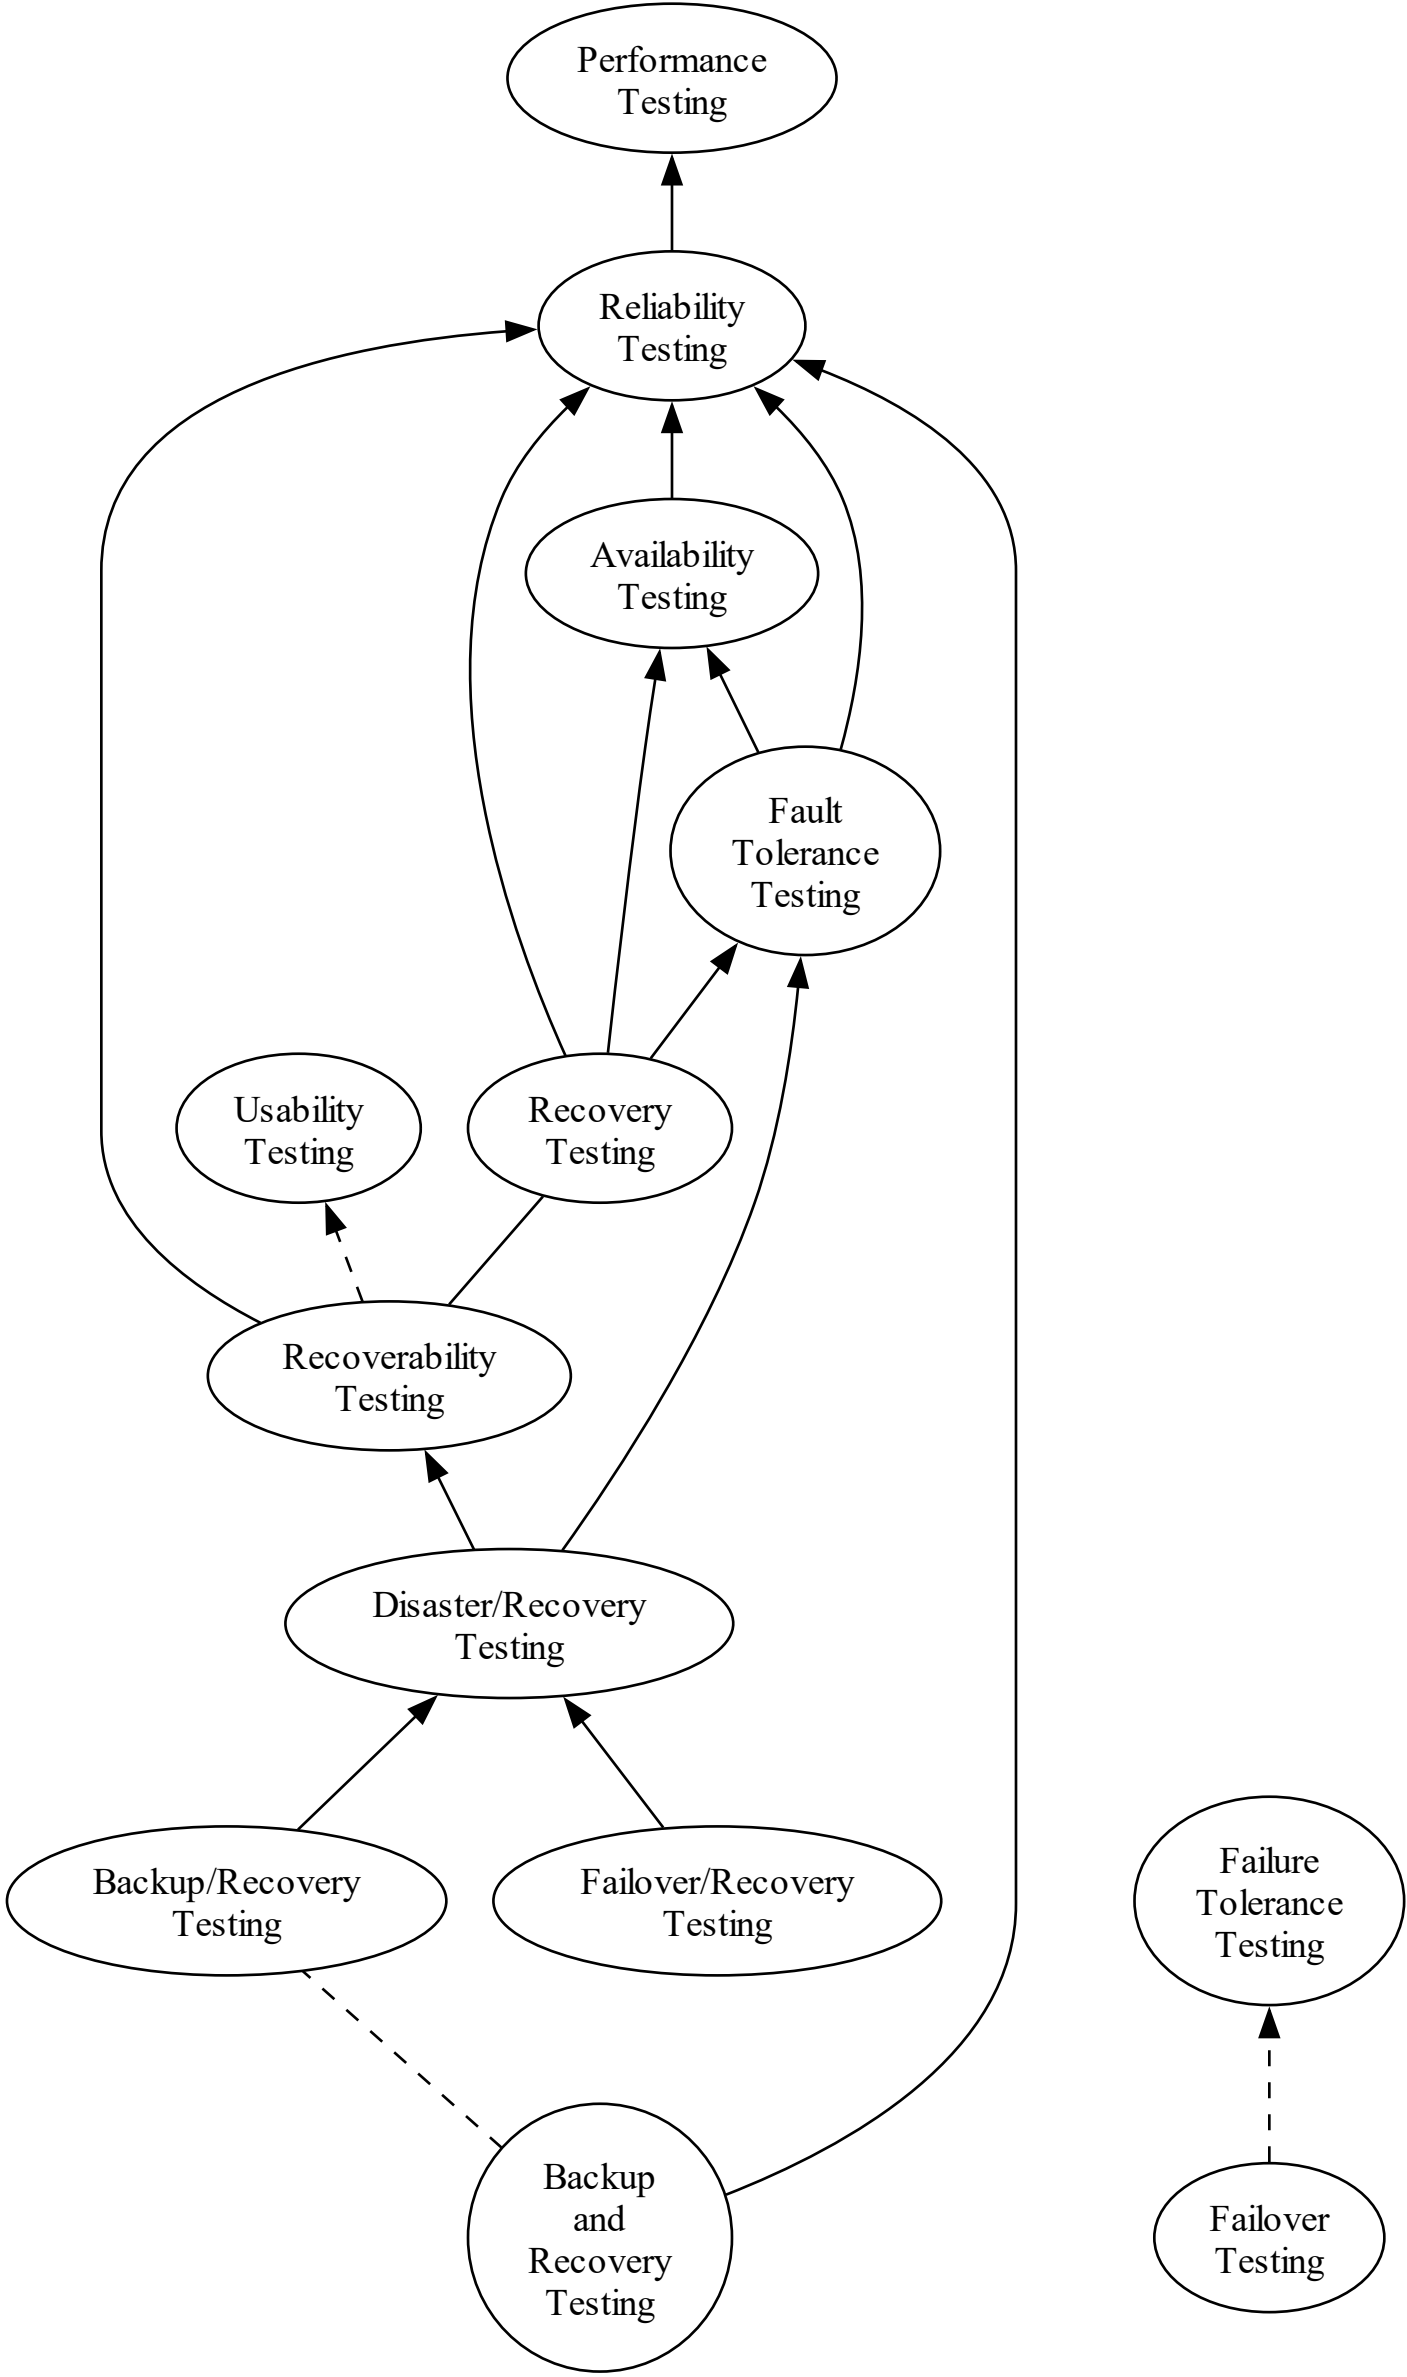 Performance
Testing
Reliability
Testing
Availability
Testing
Fault
Tolerance
Testing
Usability
Testing
Recovery
Testing
Recoverability
Testing
Disaster/Recovery
Testing
Backup/Recovery
Testing
Failover/Recovery
Testing
Failure
Tolerance
Testing
Backup
and
Recovery
Testing
Failover
Testing